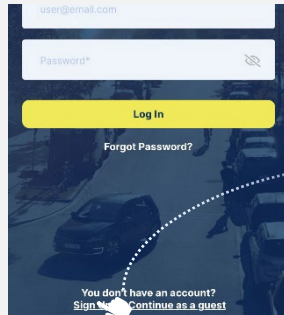 user@email.com
Password*
Log In
Forgot Password?
You don't have an account?
Sign Continue as a guest